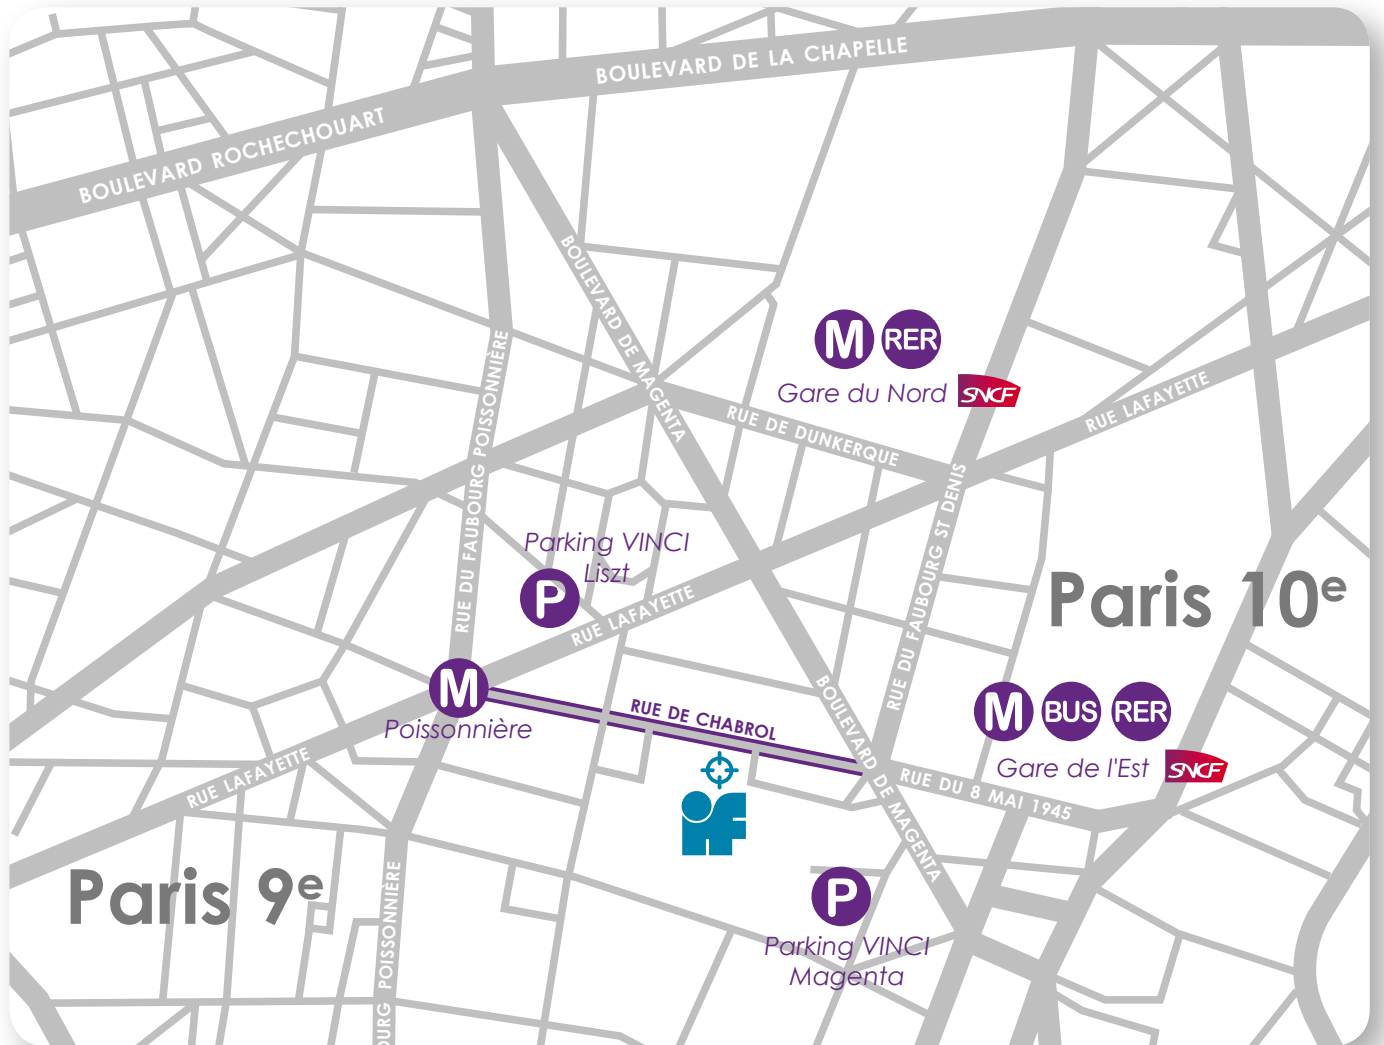 BOULEVARD DE LA CHAPELLE
BOULEVARD ROCHECHOUART
BOULEVARD DE MAGENTA
M RER
Gare du Nord SNCF
RUE DU FAUBOURG POISSONNIÈRE
RUE DE DUNKERQUE
RUE LAFAYETTE
RUE DU FAUBOURG ST DENIS
Parking VINCI
Liszt
P
RUE LAFAYETTE
Paris 10e
M
Poissonnière
RUE DE CHABROL
BOULEVARD DE MAGENTA
M BUS RER
Gare de l'Est SNCF
RUE LAFAYETTE
RUE DU 8 MAI 1945
Paris 9e
OURG POISSONNIÈRE
P
Parking VINCI
Magenta